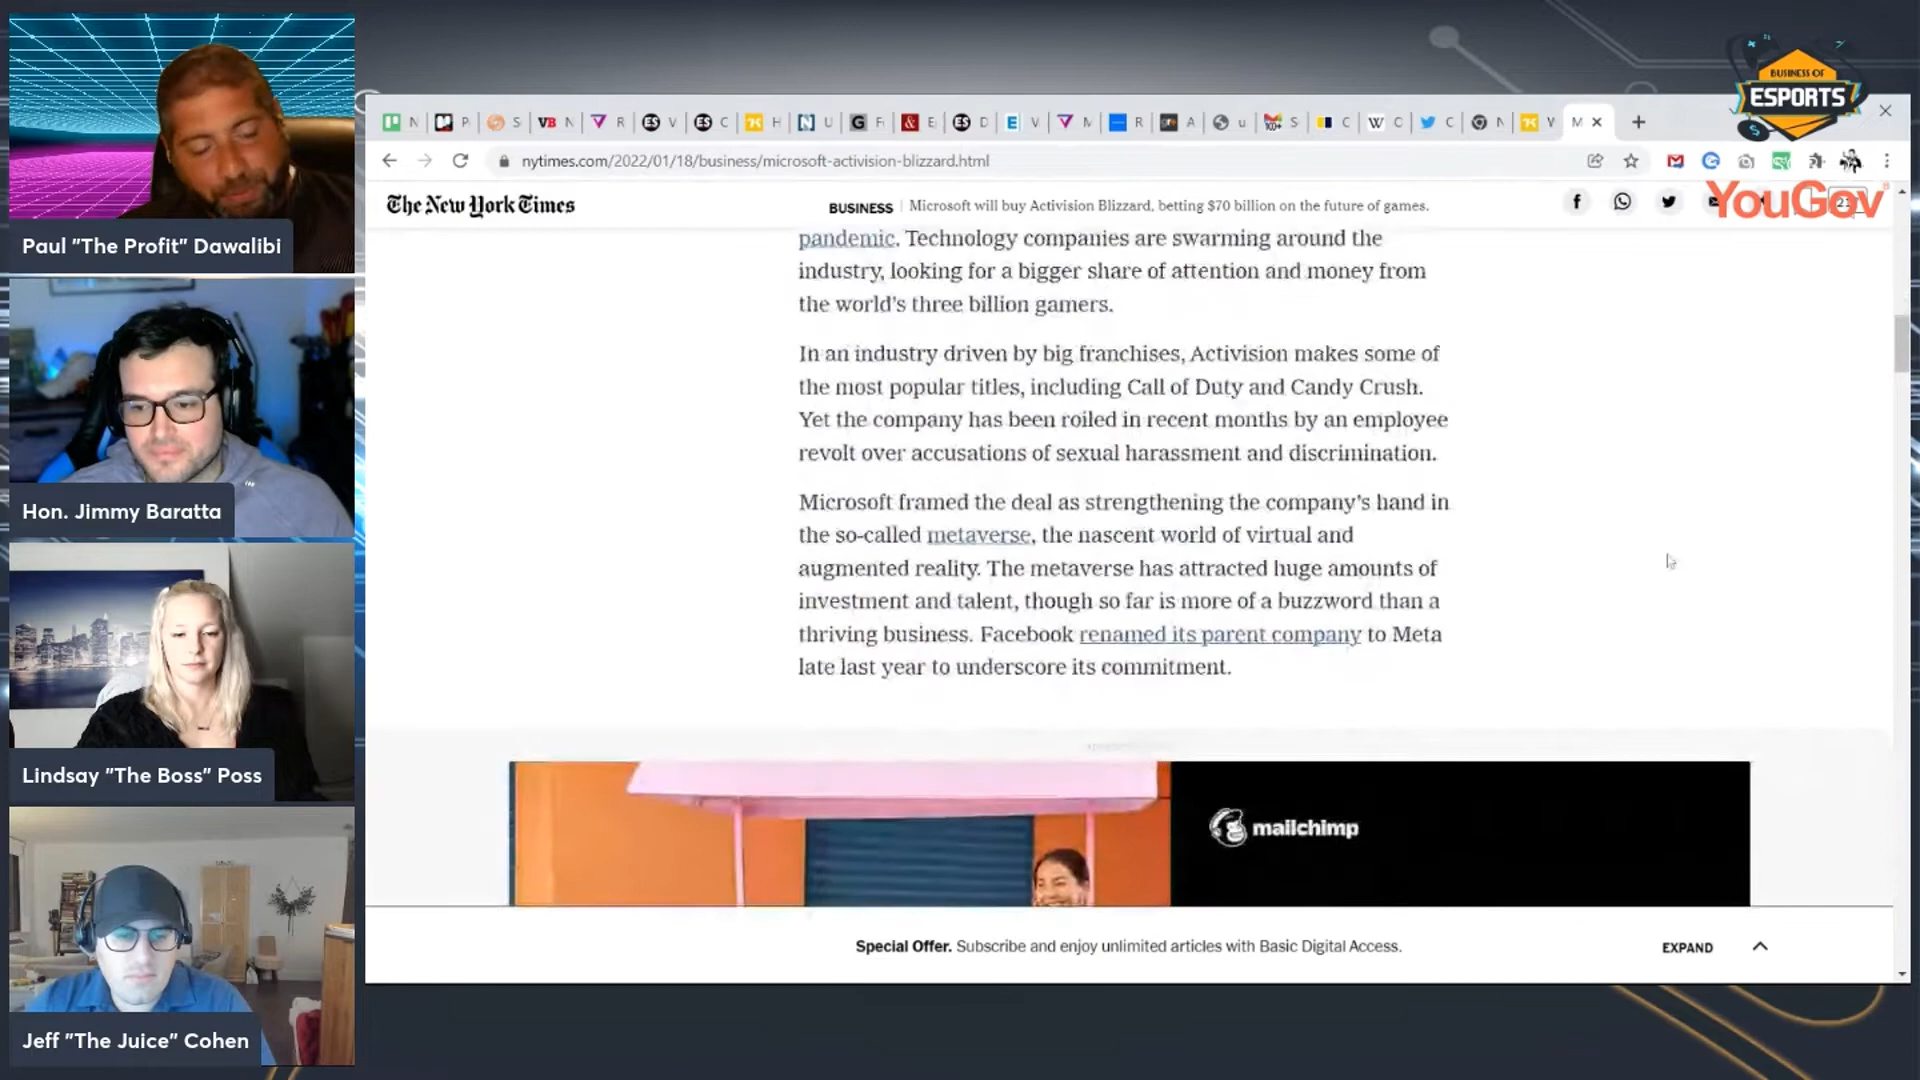 Paul "The Profit" Dawalibi
Hon. Jimmy Baratta
Lindsay "The Boss" Poss
Jeff "The Juice" Cohen
BUSINESS OF
ESPORTS
nytimes.com/2022/01/18/business/microsoft-activision-blizzard.html
The New York Times
BUSINESS | Microsoft will buy Activision Blizzard, betting $70 billion on the future of games.
YouGov
pandemic. Technology companies are swarming around the
industry, looking for a bigger share of attention and money from
the world's three billion gamers.
In an industry driven by big franchises, Activision makes some of
the most popular titles, including Call of Duty and Candy Crush.
Yet the company has been roiled in recent months by an employee
revolt over accusations of sexual harassment and discrimination.
Microsoft framed the deal as strengthening the company's hand in
the so-called metaverse, the nascent world of virtual and
augmented reality. The metaverse has attracted huge amounts of
investment and talent, though so far is more of a buzzword than a
thriving business. Facebook renamed its parent company to Meta
late last year to underscore its commitment.
mailchimp
Special Offer. Subscribe and enjoy unlimited articles with Basic Digital Access.
EXPAND